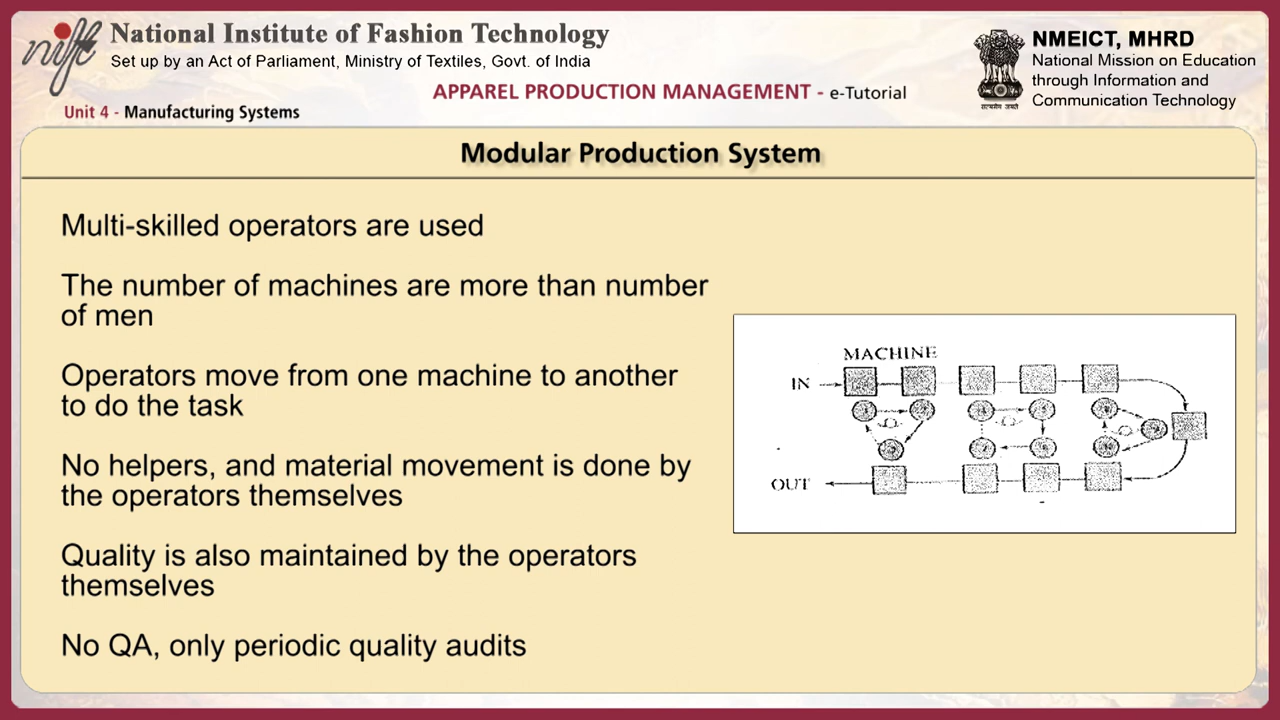 nift
National Institute of Fashion Technology
Set up by an Act of Parliament, Ministry of Textiles, Govt. of India
सत्यमेव जयते
NMEICT, MHRD
National Mission on Education
through Information and
Communication Technology
APPAREL PRODUCTION MANAGEMENT - e-Tutorial
Unit 4 - Manufacturing Systems
Modular Production System
Multi-skilled operators are used
The number of machines are more than number
of men
Operators move from one machine to another
to do the task
No helpers, and material movement is done by
the operators themselves
Quality is also maintained by the operators
themselves
No QA, only periodic quality audits
MACHINE
IN
OUT